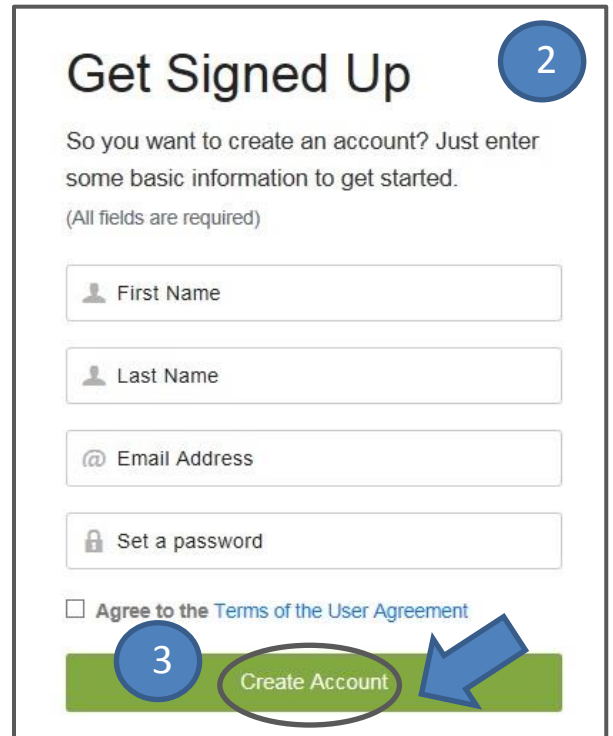 Get Signed Up
2
So you want to create an account? Just enter
some basic information to get started.
(All fields are required)
First Name
Last Name
@ Email Address
Set a password
Agree to the Terms of the User Agreement
3
Create Account